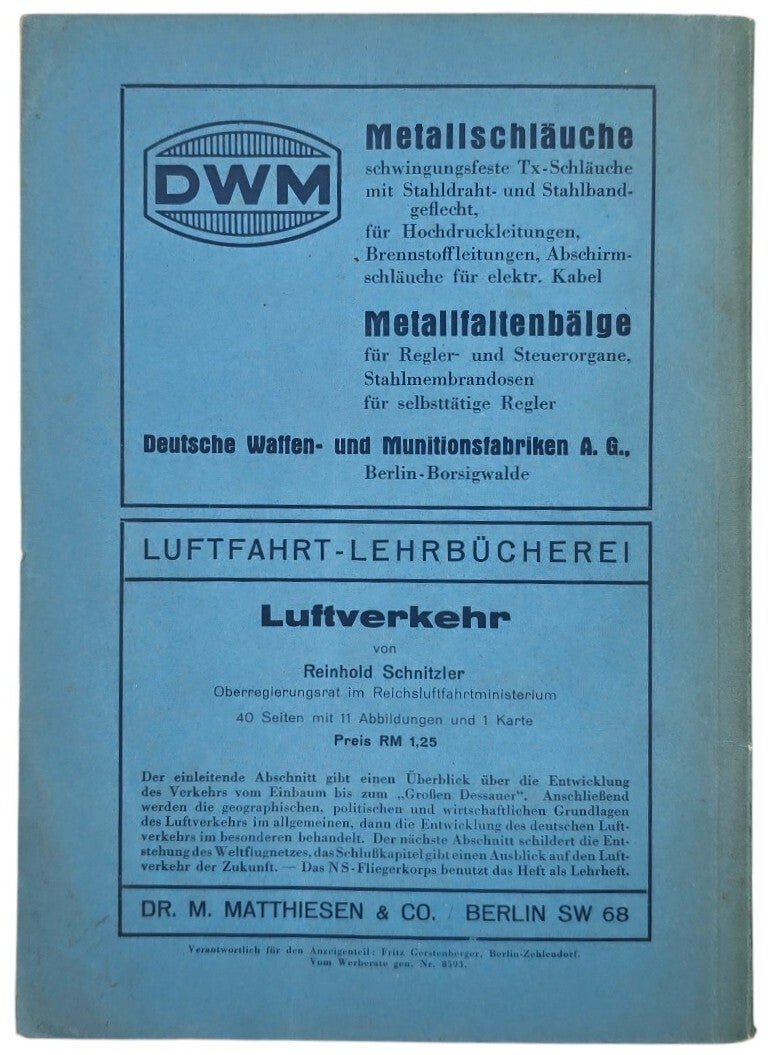 DWM
Metallschläuche
schwingungsfeste Tx-Schläuche
mit Stahldraht- und Stahlband-
geflecht,
für Hochdruckleitungen,
Brennstoffleitungen, Abschirm-
schläuche für elektr. Kabel
Metallfaltenbälge
für Regler- und Steuerorgane,
Stahlmembrandosen
für selbsttätige Regler
Deutsche Waffen- und Munitionsfabriken A. G.,
Berlin-Borsigwalde
LUFTFAHRT-LEHRBÜCHEREI
Luftverkehr
von
Reinhold Schnitzler
Oberregierungsrat im Reichsluftfahrtministerium
40 Seiten mit 11 Abbildungen und 1 Karte
Preis RM 1,25
Der einleitende Abschnitt gibt einen Überblick über die Entwicklung
des Verkehrs vom Einbaum bis zum „Großen Dessauer“. Anschließend
werden die geographischen, politischen und wirtschaftlichen Grundlagen
des Luftverkehrs im allgemeinen, dann die Entwicklung des deutschen Luft-
verkehrs im besonderen behandelt. Der nächste Abschnitt schildert die Ent-
stehung des Weltflugnetzes, das Schlußkapitel gibt einen Ausblick auf den Luft-
verkehr der Zukunft. — Das NS-Fliegerkorps benutzt das Heft als Lehrheft.
DR. M. MATTHIESEN & CO. / BERLIN SW 68
Verantwortlich für den Anzeigenteil: Fritz Gerstenberger, Berlin-Zehlendorf.
Vom Werberate gen. Nr. 8593.